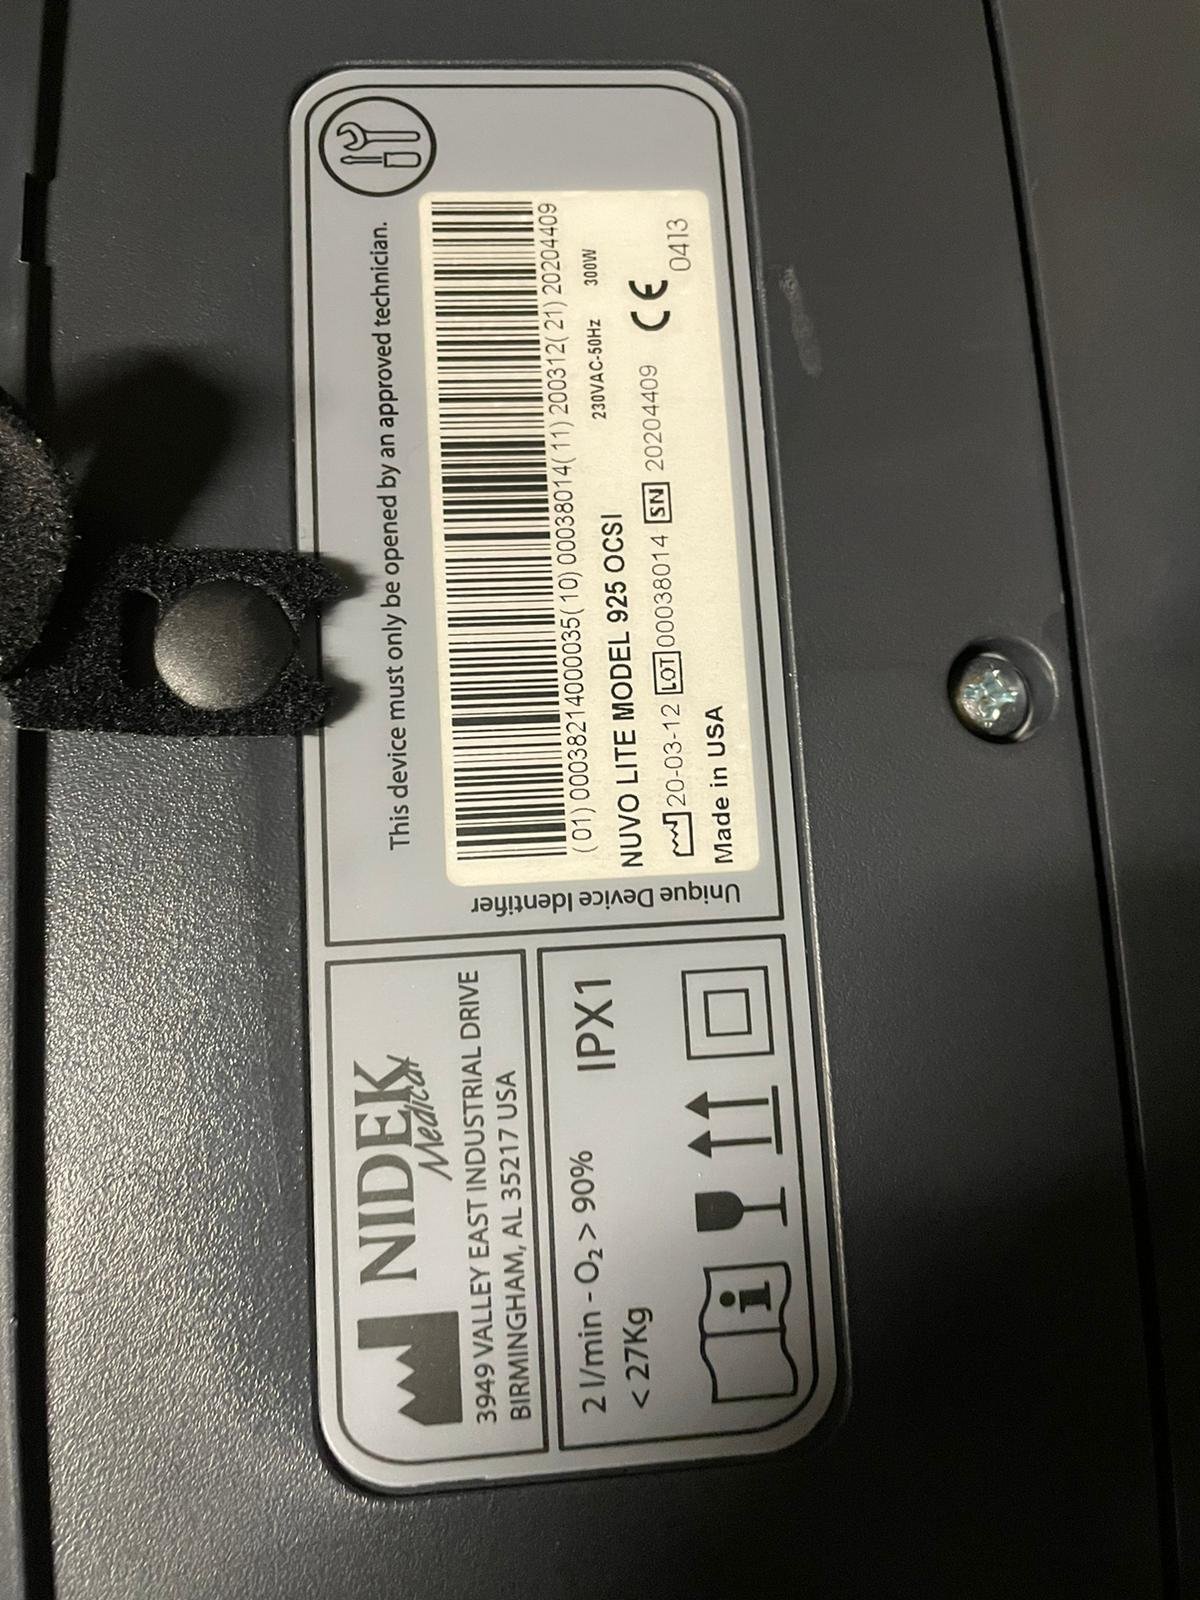 This device must only be opened by an approved technician.
(01)00038214000035(10)00038014(11)200312(21)20204409
230VAC-50Hz 300W
NUVO LITE MODEL 925 OCSI
20-03-12 LOT 00038014 SN 20204409 CE 0413
Made in USA
Unique Device Identifier
NIDEK
Medical
3949 VALLEY EAST INDUSTRIAL DRIVE
BIRMINGHAM, AL 35217 USA
2 l/min - O₂ > 90% IPX1
< 27Kg